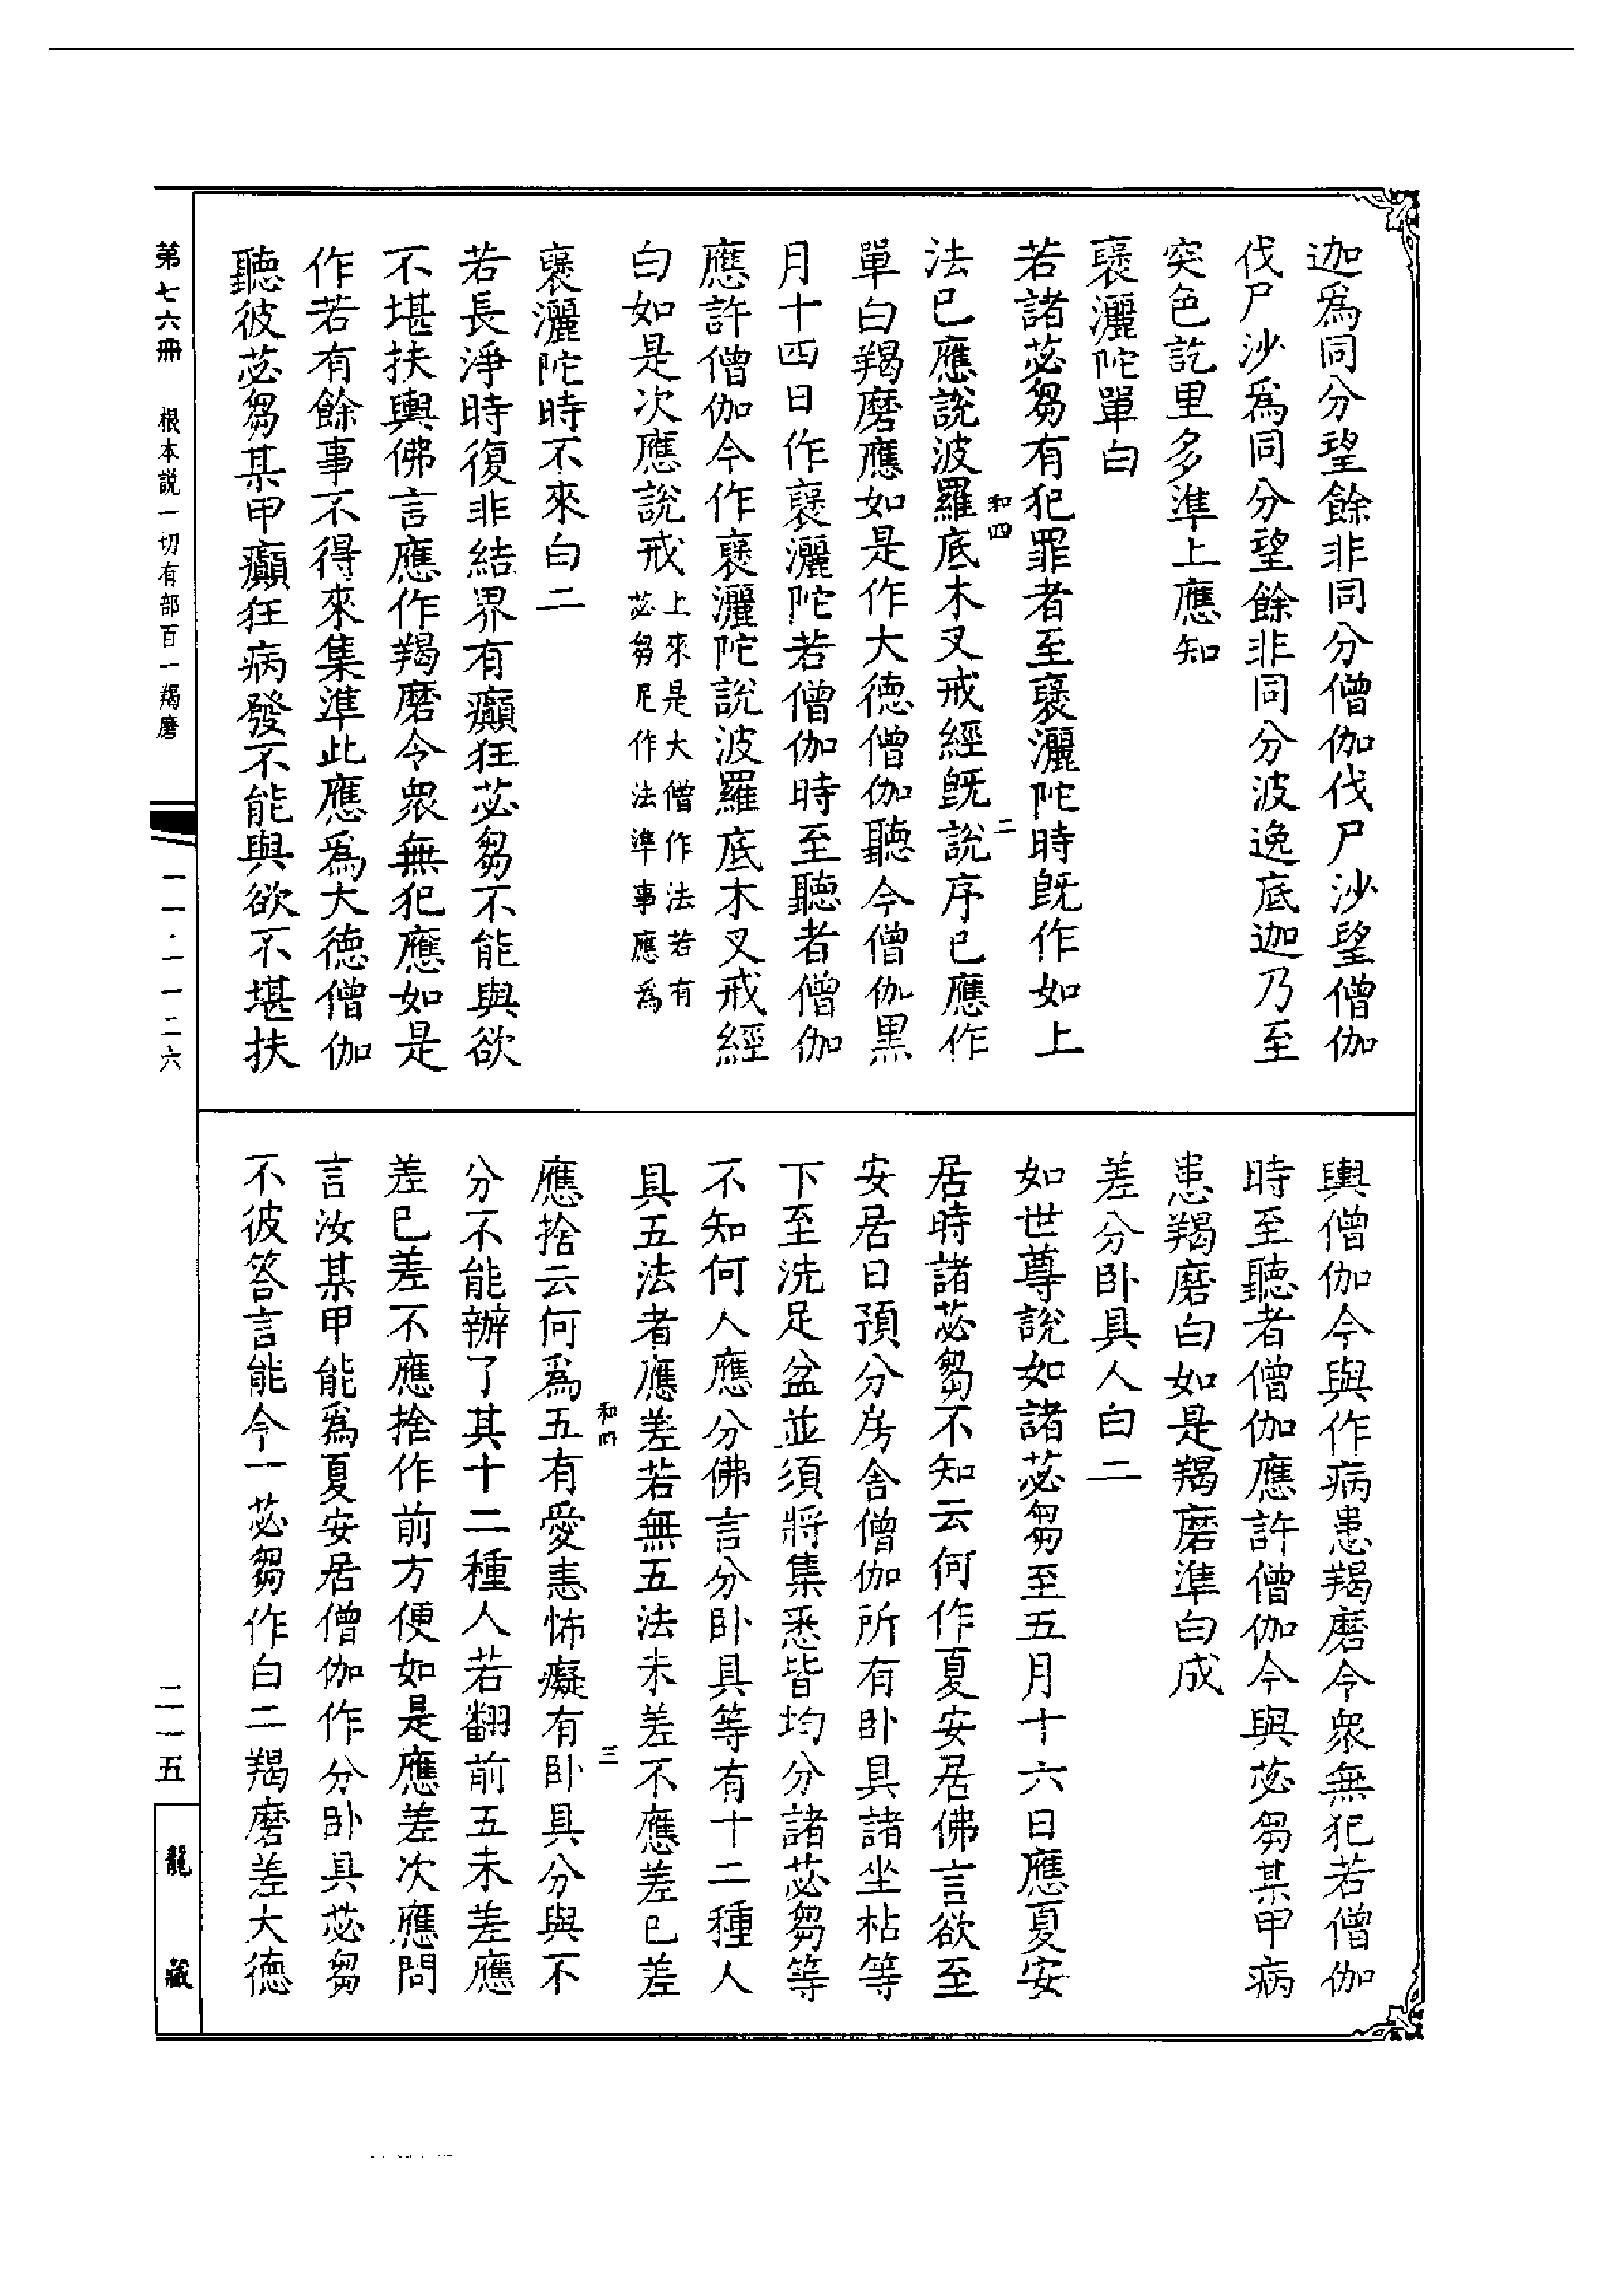 迦爲同分望餘非同分僧伽伐尸沙望僧伽
伐尸沙爲同分望餘非同分波逸底迦乃至
突色訖里多準上應知
褒灑陀單白
若諸苾芻有犯罪者至褒灑陀時旣作如上
和四
二
法已應說波羅底木叉戒經旣說序已應作
單白羯磨應如是作大德僧伽聽今僧伽黑
月十四日作褒灑陀若僧伽時至聽者僧伽
應許僧伽今作褒灑陀說波羅底木叉戒經
白如是次應說戒上來是大僧作法若有
苾芻尼作法準事應爲
褒灑陀時不來白二
若長淨時復非結界有癲狂苾芻不能與欲
不堪扶輿佛言應作羯磨令衆無犯應如是
作若有餘事不得來集準此應爲大德僧伽
聽彼苾芻某甲癲狂病發不能與欲不堪扶
輿僧伽今與作病患羯磨令衆無犯若僧伽
時至聽者僧伽應許僧伽今與苾芻某甲病
患羯磨白如是羯磨準白成
差分卧具人白二
如世尊說如諸苾芻至五月十六日應夏安
居時諸苾芻不知云何作夏安居佛言欲至
安居日預分房舍僧伽所有卧具諸坐枮等
下至洗足盆並須將集悉皆均分諸苾芻等
不知何人應分佛言分卧具等有十二種人
具五法者應差若無五法未差不應差已差
和四
三
應捨云何爲五有愛恚怖癡有卧具分與不
分不能辦了其十二種人若翻前五未差應
差已差不應捨作前方便如是應差次應問
言汝某甲能爲夏安居僧伽作分卧具苾芻
不彼答言能今一苾芻作白二羯磨差大德
第七六冊　根本説一切有部百一羯磨
一一·一一二六
二一五
龍藏